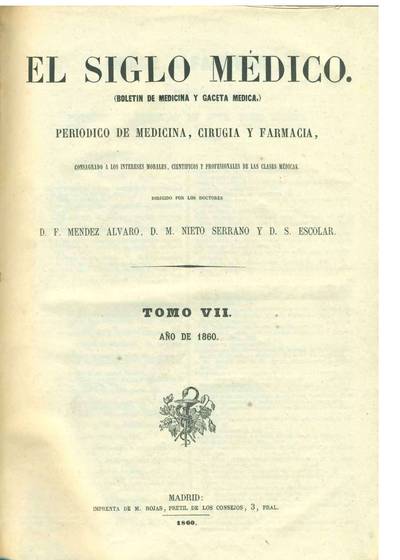 EL SIGLO MÉDICO.
(BOLETIN DE MEDICINA Y GACETA MEDICA.)
PERIODICO DE MEDICINA, CIRUGIA Y FARMACIA,
CONSAGRADO A LOS INTERESES MORALES, CIENTIFICOS Y PROFESIONALES DE LAS CLASES MÉDICAS.
DIRIGIDO POR LOS DOCTORES
D. F. MENDEZ ALVARO, D. M. NIETO SERRANO Y D. S. ESCOLAR.
TOMO VII.
AÑO DE 1860.
MADRID:
IMPRENTA DE M. ROJAS, PRETIL DE LOS CONSEJOS, 3, PRAL.
1860.